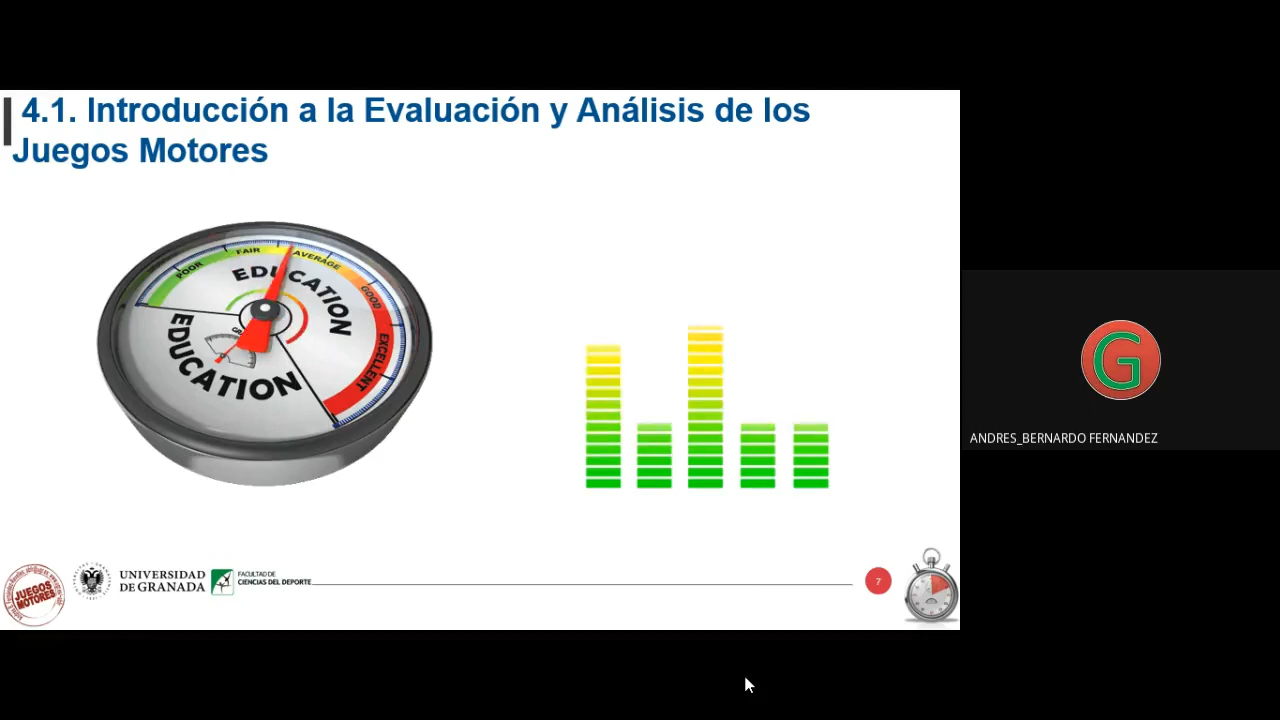 4.1. Introducción a la Evaluación y Análisis de los
Juegos Motores
POOR
FAIR
AVERAGE
GOOD
EXCELLENT
EDUCATION
EDUCATION
G
ANDRES_BERNARDO FERNANDEZ
JUEGOS
MOTORES
UNIVERSIDAD
DE GRANADA
FACULTAD DE
CIENCIAS DEL DEPORTE
7